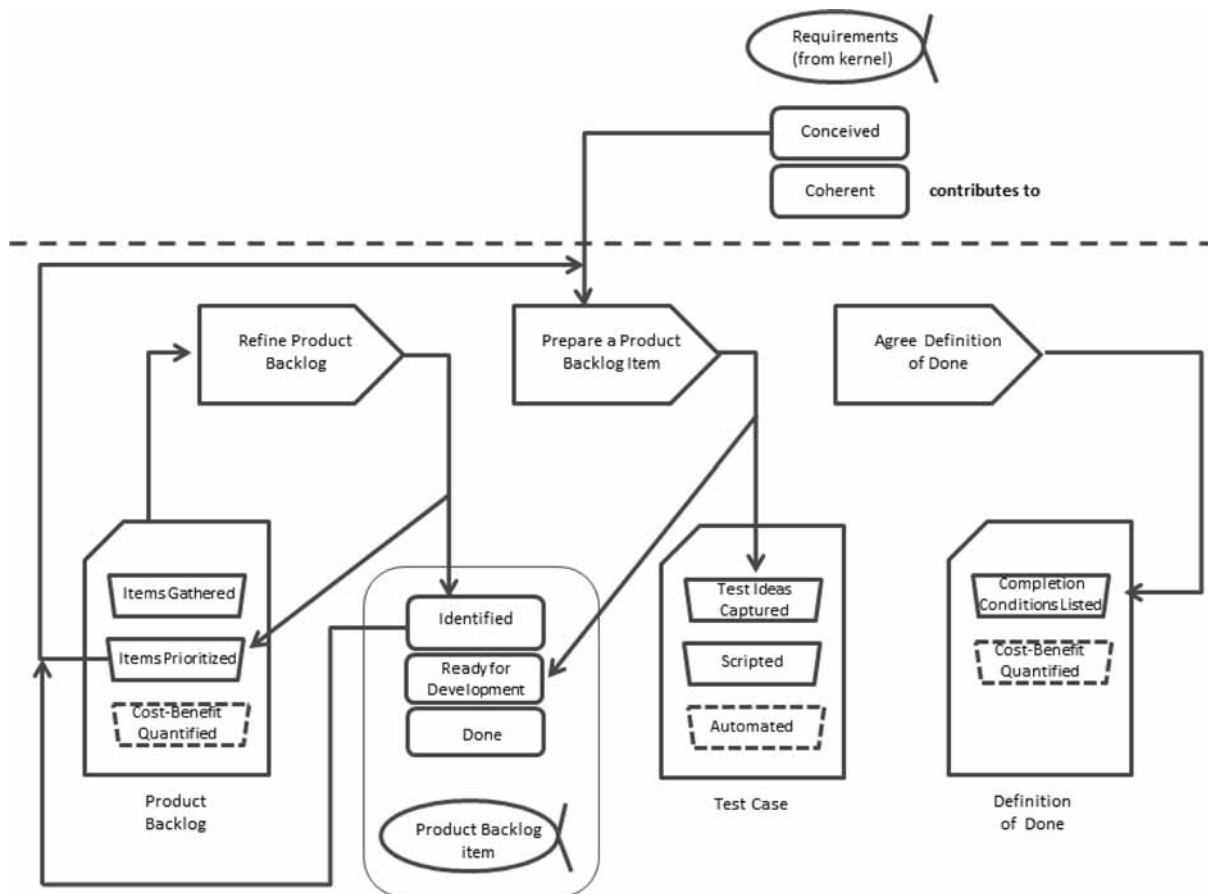 Requirements
(from kernel)
Conceived
Coherent
contributes to
Refine Product
Backlog
Prepare a Product
Backlog Item
Agree Definition
of Done
Items Gathered
Items Prioritized
Cost-Benefit
Quantified
Product
Backlog
Identified
Ready for
Development
Done
Product Backlog
item
Test Ideas
Captured
Scripted
Automated
Test Case
Completion
Conditions Listed
Cost-Benefit
Quantified
Definition
of Done